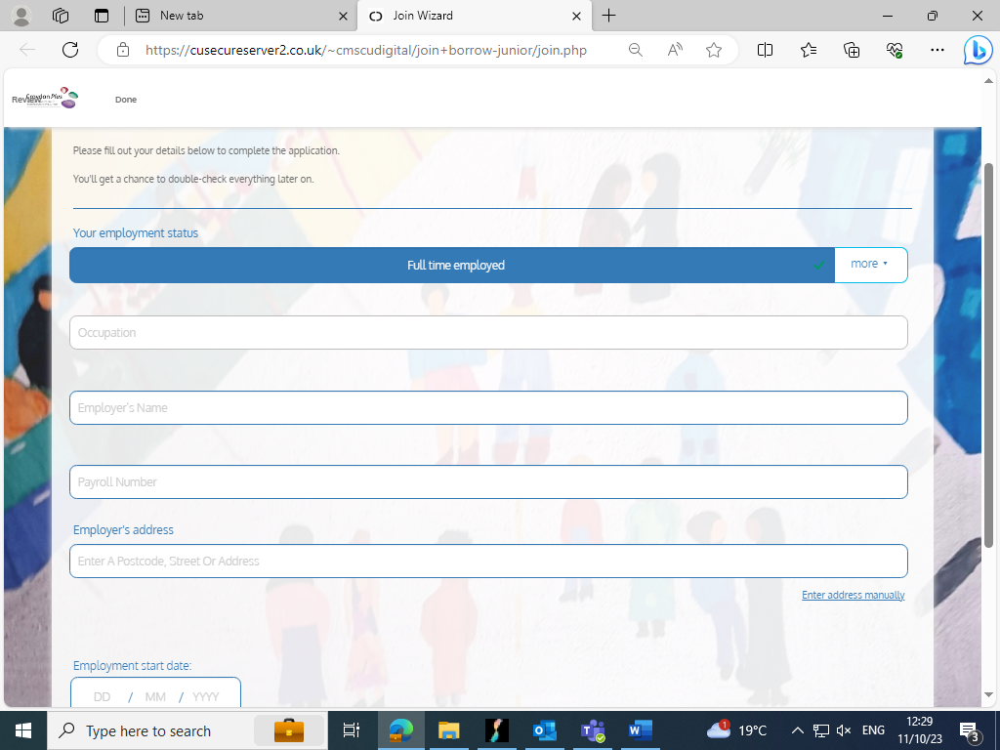 New tab
Join Wizard
https://cusecureserver2.co.uk/~cmscudigital/join+borrow-junior/join.php
Review
Croydon Plus
Done
Please fill out your details below to complete the application.
You'll get a chance to double-check everything later on.
Your employment status
Full time employed
more
Occupation
Employer's Name
Payroll Number
Employer's address
Enter A Postcode, Street Or Address
Enter address manually
Employment start date:
DD / MM / YYYY
Type here to search
1
19°C
ENG
12:29
11/10/23
3